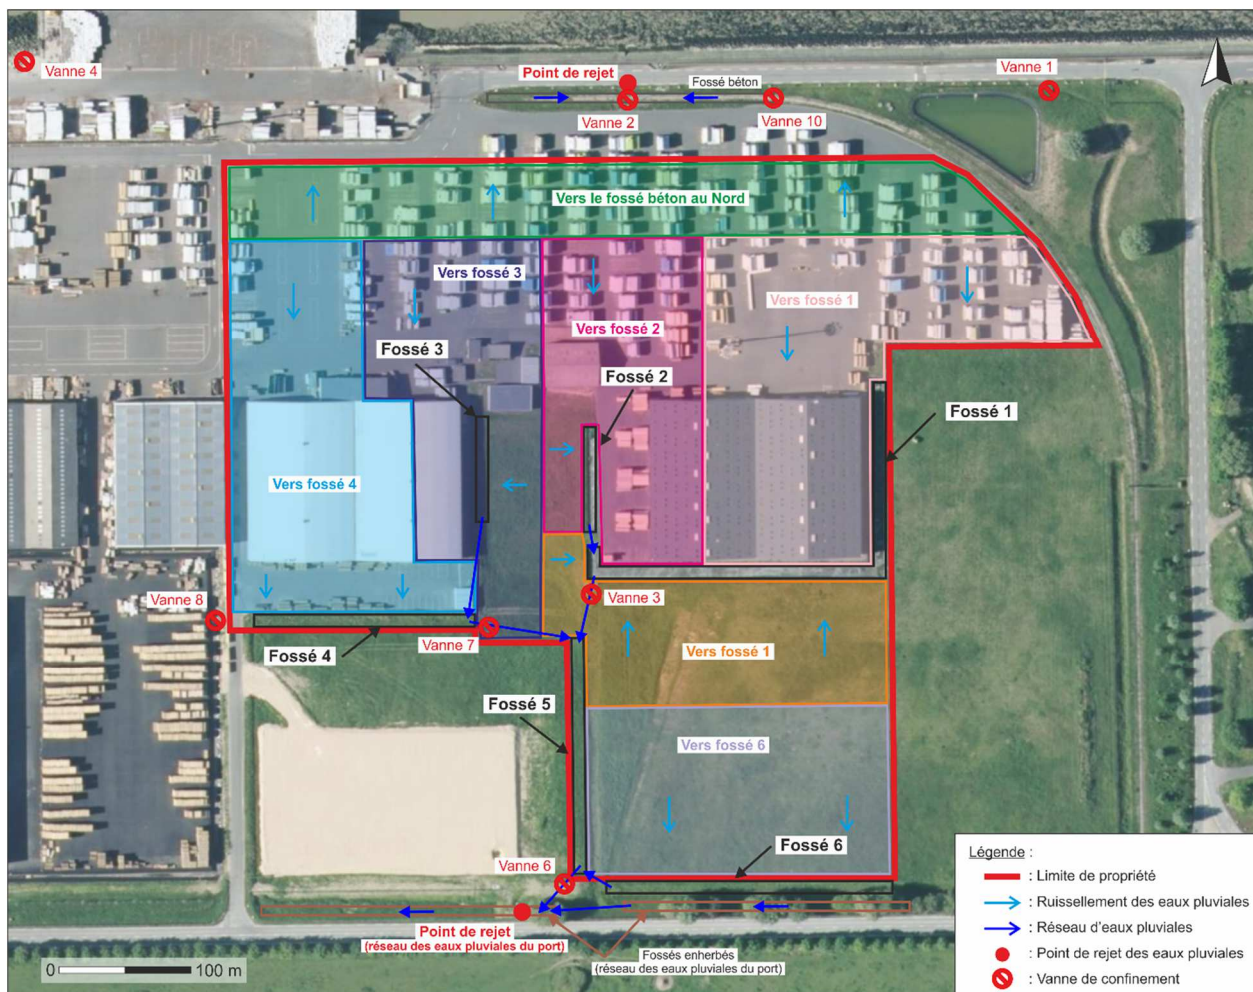 Vanne 4
Point de rejet
Fossé béton
Vanne 1
Vanne 2
Vanne 10
Vers le fossé béton au Nord
Vers fossé 3
Vers fossé 2
Vers fossé 1
Fossé 3
Fossé 2
Fossé 1
Vers fossé 4
Vanne 8
Vanne 3
Fossé 4
Vanne 7
Vers fossé 1
Fossé 5
Vers fossé 6
Fossé 6
Vanne 6
Point de rejet
(réseau des eaux pluviales du port)
Fossés enherbés
(réseau des eaux pluviales du port)
0
100 m
Légende :
: Limite de propriété
: Ruissellement des eaux pluviales
: Réseau d'eaux pluviales
: Point de rejet des eaux pluviales
: Vanne de confinement